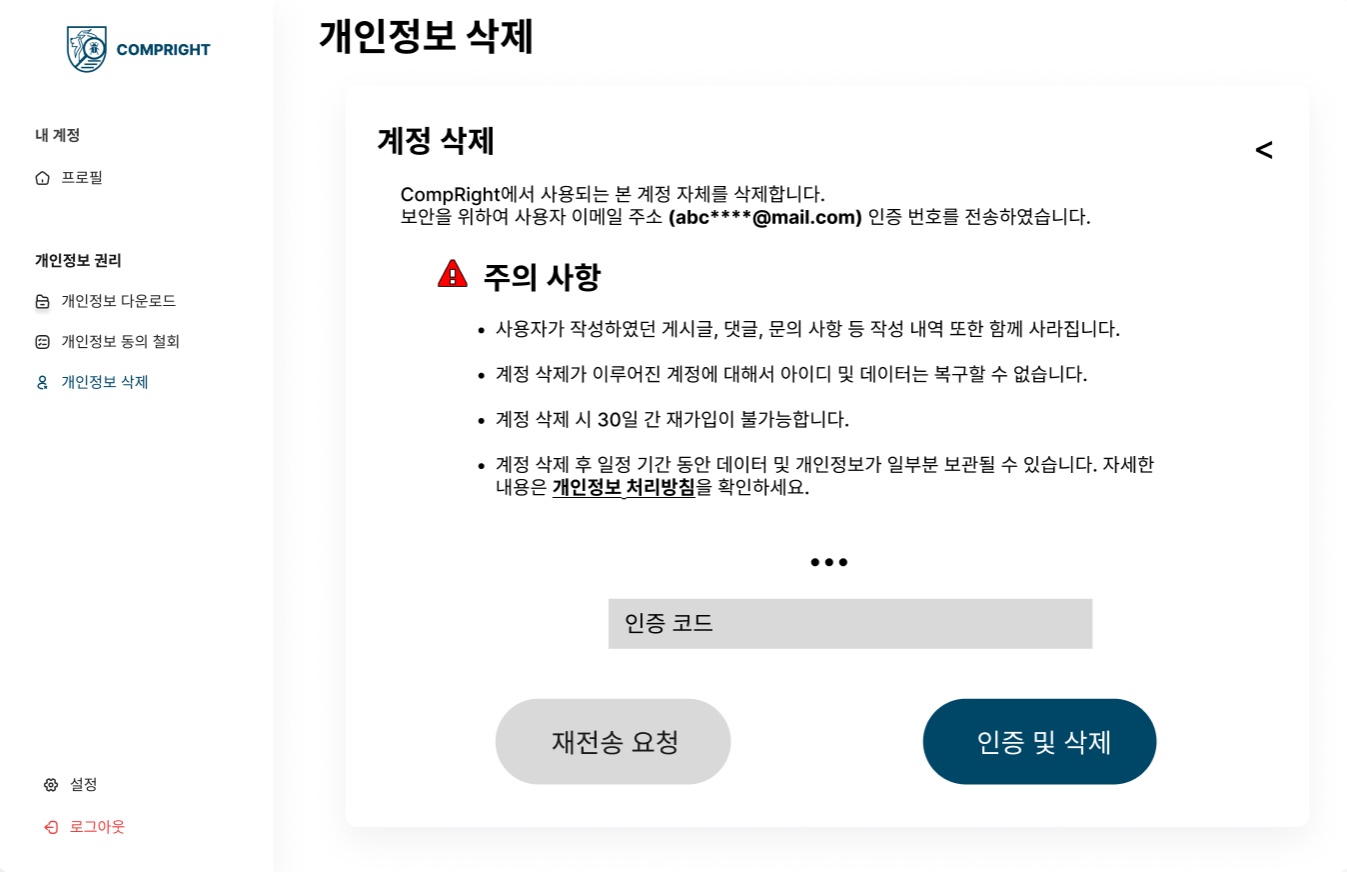 COMPRIGHT
내 계정
프로필
개인정보 권리
개인정보 다운로드
개인정보 동의 철회
개인정보 삭제
설정
로그아웃
개인정보 삭제
계정 삭제
<
CompRight에서 사용되는 본 계정 자체를 삭제합니다.
보안을 위하여 사용자 이메일 주소 (abc****@mail.com) 인증 번호를 전송하였습니다.
주의 사항
• 사용자가 작성하였던 게시글, 댓글, 문의 사항 등 작성 내역 또한 함께 사라집니다.
• 계정 삭제가 이루어진 계정에 대해서 아이디 및 데이터는 복구할 수 없습니다.
• 계정 삭제 시 30일 간 재가입이 불가능합니다.
• 계정 삭제 후 일정 기간 동안 데이터 및 개인정보가 일부분 보관될 수 있습니다. 자세한
내용은 개인정보 처리방침을 확인하세요.
•••
인증 코드
재전송 요청
인증 및 삭제